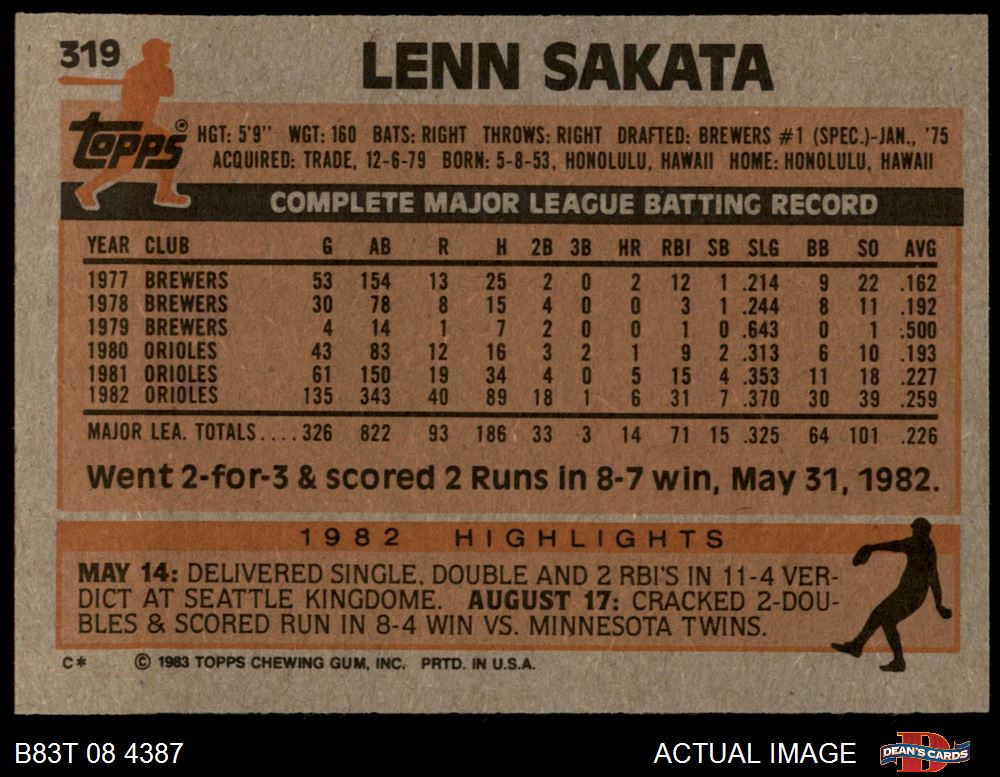 319
LENN SAKATA
topps®
HGT: 5'9" WGT: 160 BATS: RIGHT THROWS: RIGHT DRAFTED: BREWERS #1 (SPEC.)-JAN., '75
ACQUIRED: TRADE, 12-6-79 BORN: 5-8-53, HONOLULU, HAWAII HOME: HONOLULU, HAWAII
COMPLETE MAJOR LEAGUE BATTING RECORD
YEAR CLUB G AB R H 2B 3B HR RBI SB SLG BB SO AVG
1977 BREWERS 53 154 13 25 2 0 2 12 1 .214 9 22 .162
1978 BREWERS 30 78 8 15 4 0 0 3 1 .244 8 11 .192
1979 BREWERS 4 14 1 7 2 0 0 1 0 .643 0 1 .500
1980 ORIOLES 43 83 12 16 3 2 1 9 2 .313 6 10 .193
1981 ORIOLES 61 150 19 34 4 0 5 15 4 .353 11 18 .227
1982 ORIOLES 135 343 40 89 18 1 6 31 7 .370 30 39 .259
MAJOR LEA. TOTALS.... 326 822 93 186 33 3 14 71 15 .325 64 101 .226
Went 2-for-3 & scored 2 Runs in 8-7 win, May 31, 1982.
1982 HIGHLIGHTS
MAY 14: DELIVERED SINGLE, DOUBLE AND 2 RBI'S IN 11-4 VER-
DICT AT SEATTLE KINGDOME. AUGUST 17: CRACKED 2-DOU-
BLES & SCORED RUN IN 8-4 WIN VS. MINNESOTA TWINS.
C* © 1983 TOPPS CHEWING GUM, INC. PRTD. IN U.S.A.
B83T 08 4387 ACTUAL IMAGE DEAN'S CARDS